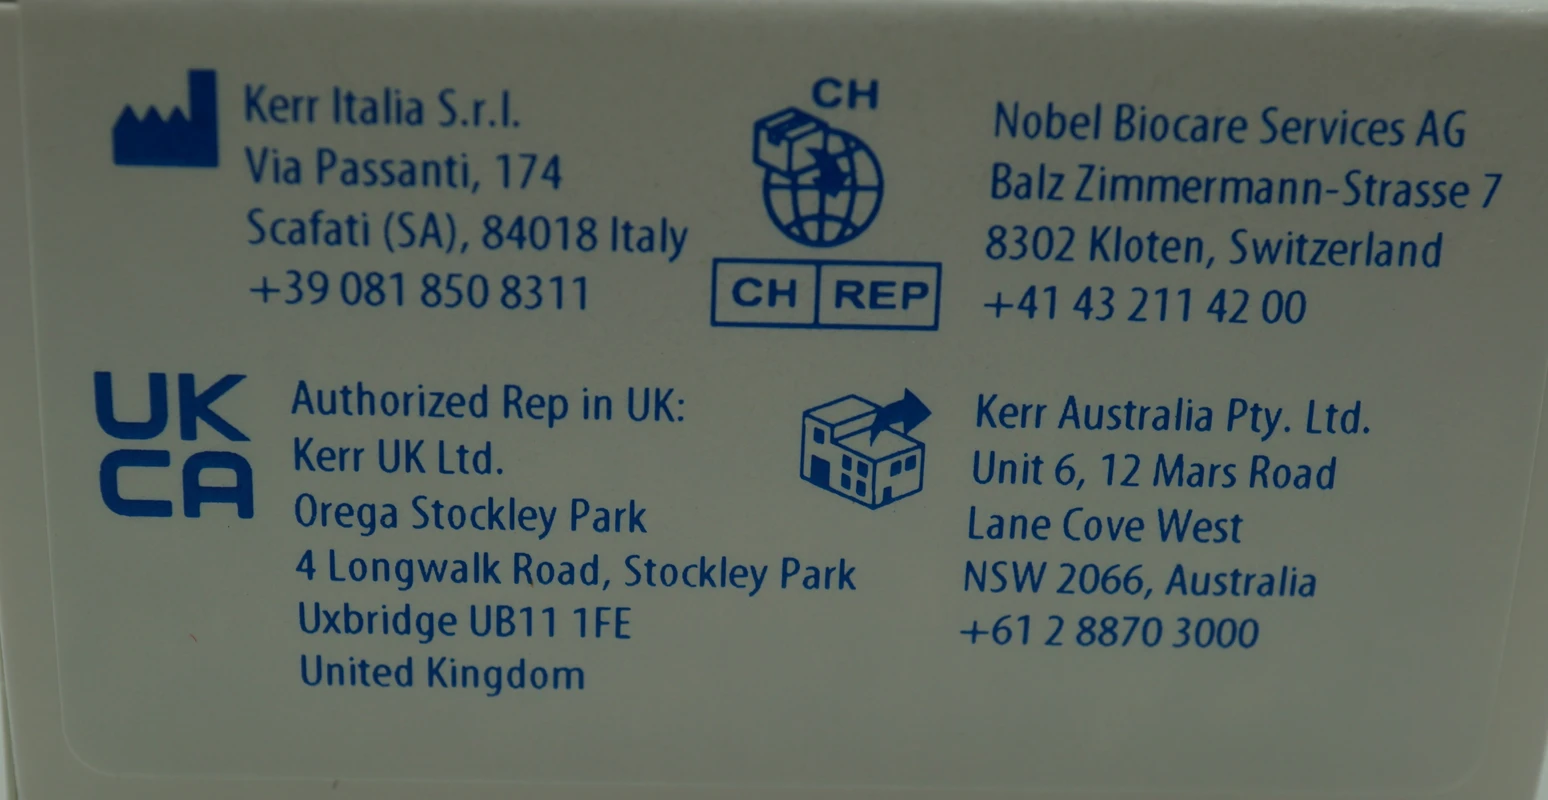 Kerr Italia S.r.l.
Via Passanti, 174
Scafati (SA), 84018 Italy
+39 081 850 8311
CH
CH REP
Nobel Biocare Services AG
Balz Zimmermann-Strasse 7
8302 Kloten, Switzerland
+41 43 211 42 00
UK
CA
Authorized Rep in UK:
Kerr UK Ltd.
Orega Stockley Park
4 Longwalk Road, Stockley Park
Uxbridge UB11 1FE
United Kingdom
Kerr Australia Pty. Ltd.
Unit 6, 12 Mars Road
Lane Cove West
NSW 2066, Australia
+61 2 8870 3000